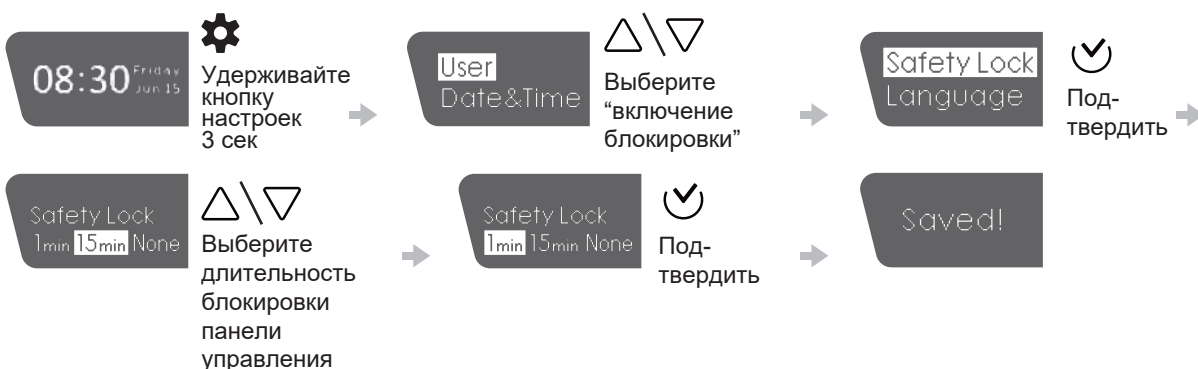 08:30 Friday
Jun 15
Удерживайте
кнопку
настроек
3 сек
User
Date&Time
Выберите
“включение
блокировки”
Safety Lock
Language
Под-
твердить
Safety Lock
1min 15min None
Выберите
длительность
блокировки
панели
управления
Safety Lock
1min 15min None
Под-
твердить
Saved!